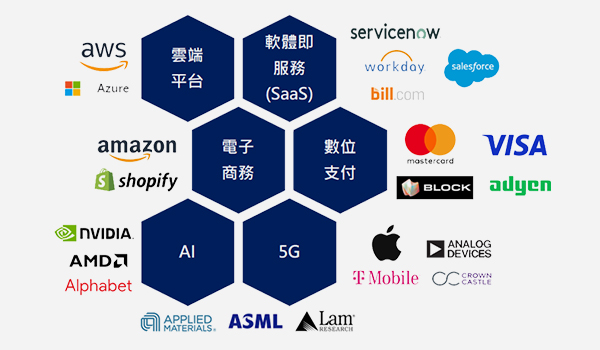 aws
Azure
雲端
平台
軟體即
服務
(SaaS)
servicenow
workday
salesforce
bill.com
amazon
shopify
電子
商務
數位
支付
mastercard
VISA
BLOCK
adyen
NVIDIA
AMD
Alphabet
AI
5G
ANALOG
DEVICES
T Mobile
CROWN
CASTLE
APPLIED
MATERIALS
ASML
Lam
RESEARCH